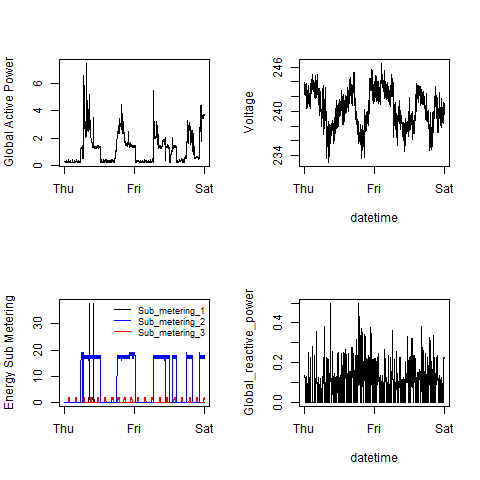 Global Active Power
6
4
2
0
Thu Fri Sat
Voltage
246
240
234
Thu Fri Sat
datetime
Energy Sub Metering
30
20
10
0
Sub_metering_1
Sub_metering_2
Sub_metering_3
Thu Fri Sat
Global_reactive_power
0.4
0.2
0.0
Thu Fri Sat
datetime